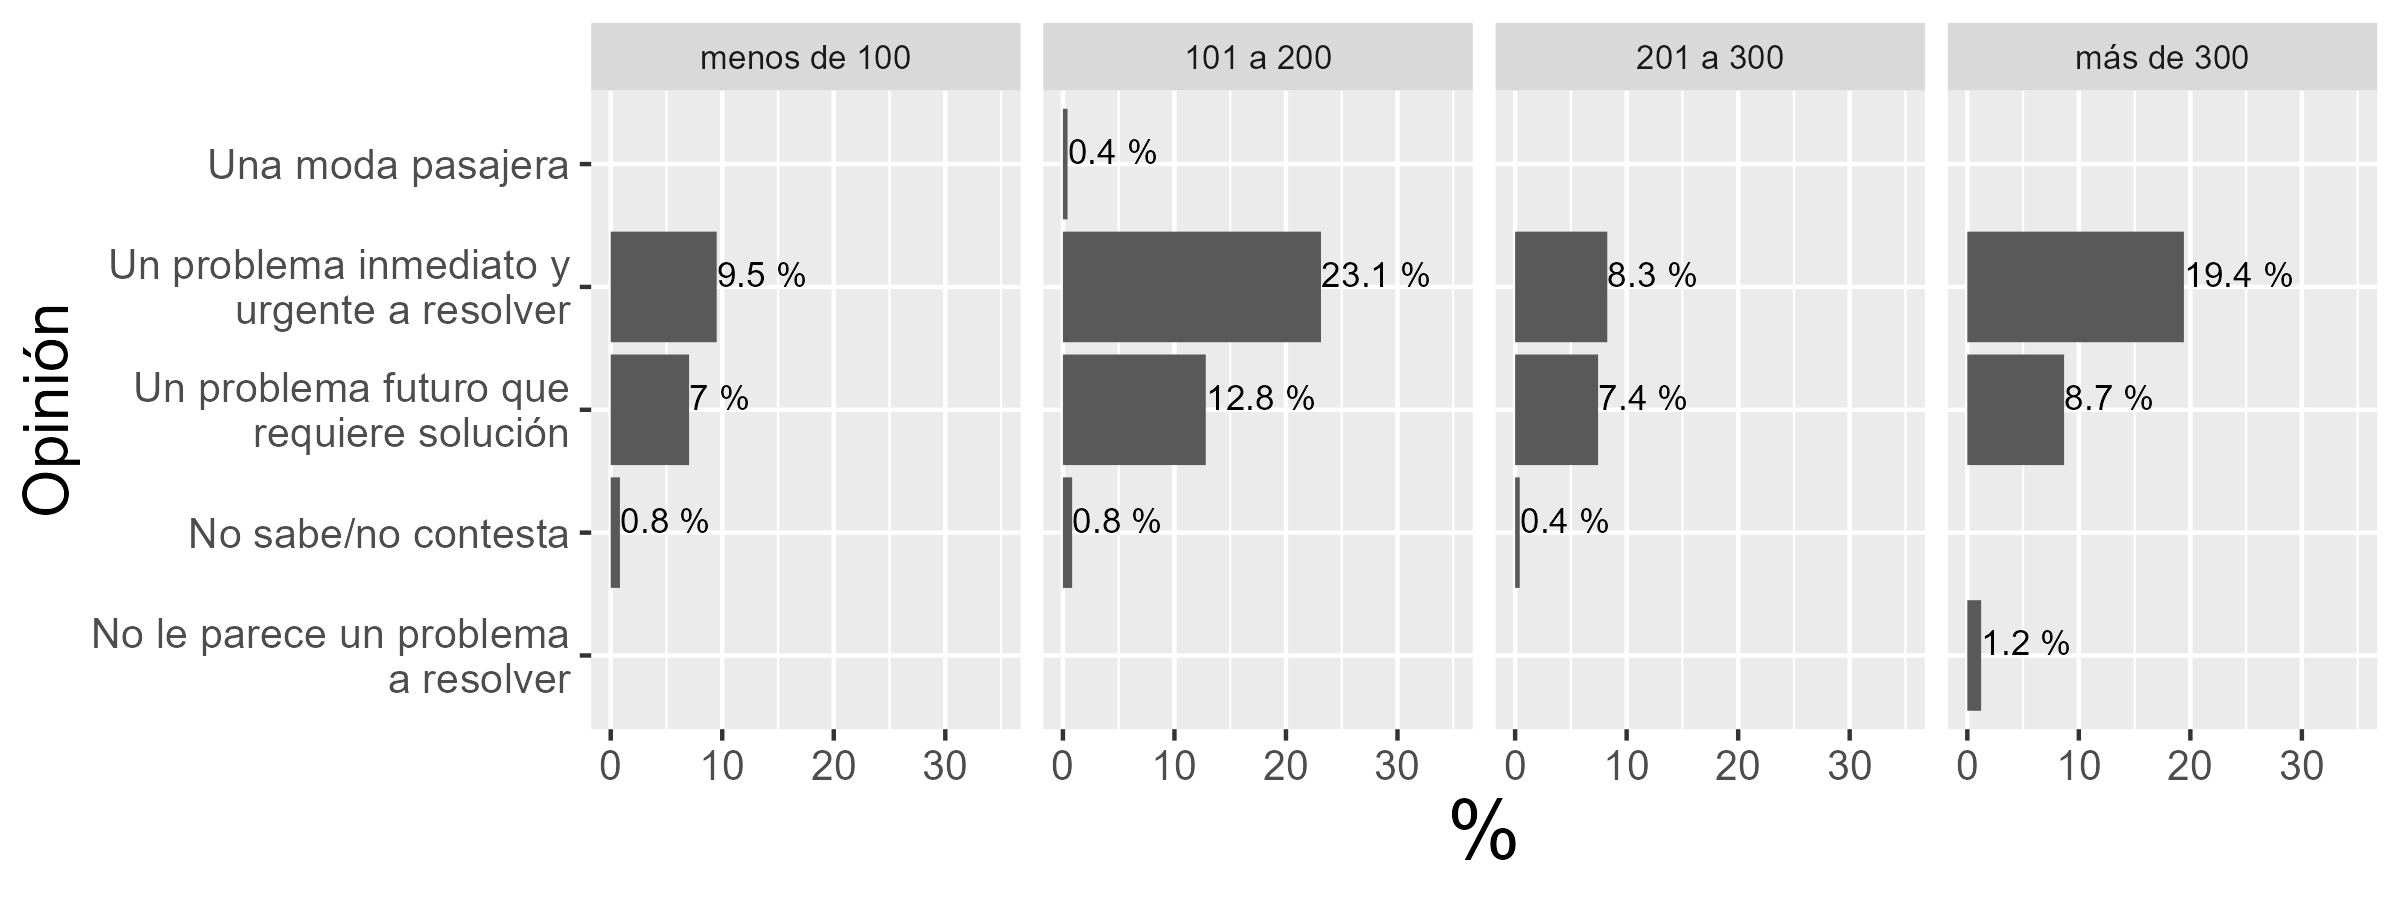 menos de 100
101 a 200
201 a 300
más de 300
Opinión
Una moda pasajera
0.4 %
Un problema inmediato y
urgente a resolver
9.5 %
23.1 %
8.3 %
19.4 %
Un problema futuro que
requiere solución
7 %
12.8 %
7.4 %
8.7 %
No sabe/no contesta
0.8 %
0.8 %
0.4 %
No le parece un problema
a resolver
1.2 %
0 10 20 30
0 10 20 30
0 10 20 30
0 10 20 30
%